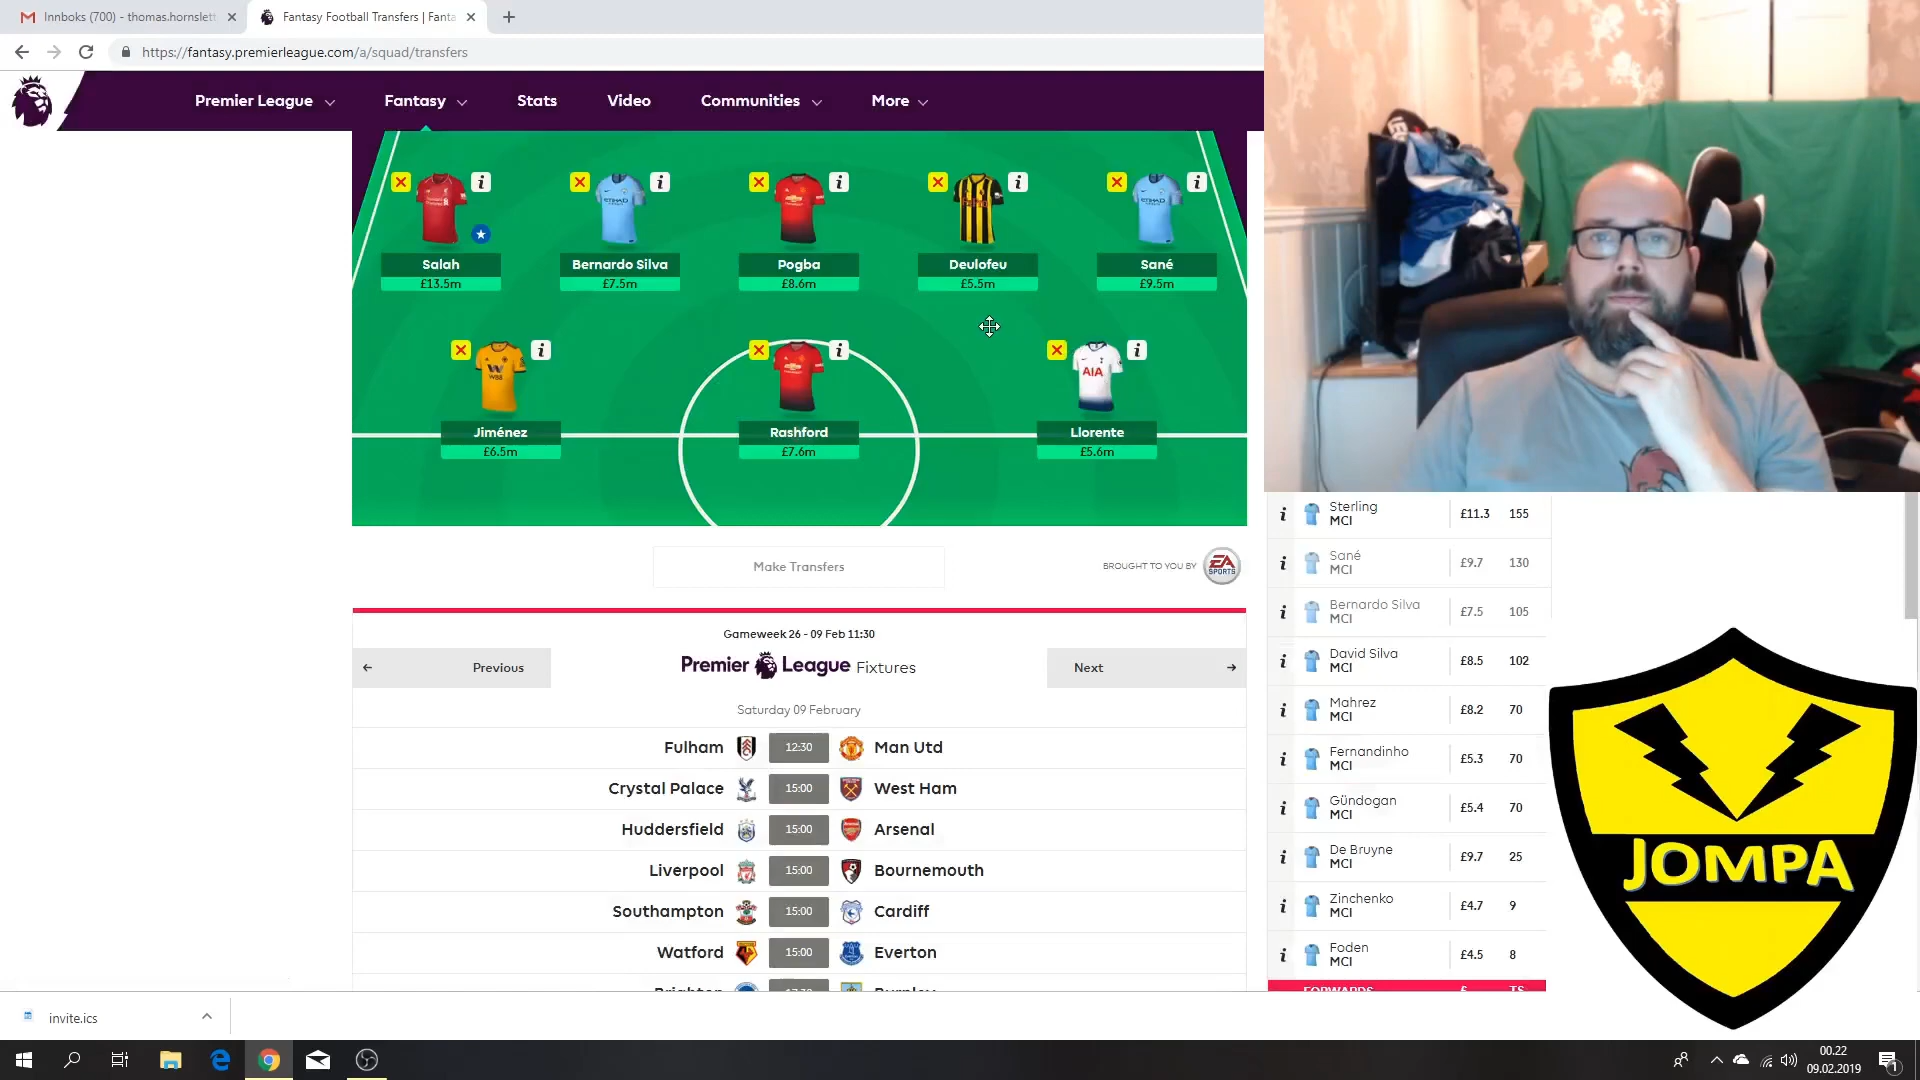 Innboks (700) - thomas.hornslett
Fantasy Football Transfers | Fanta
https://fantasy.premierleague.com/a/squad/transfers
Premier League
Fantasy
Stats
Video
Communities
More
Salah
£13.5m
Bernardo Silva
£7.5m
Pogba
£8.6m
Deulofeu
£5.5m
Sané
£9.5m
Jiménez
£6.5m
Rashford
£7.6m
AIA
Llorente
£5.6m
Make Transfers
BROUGHT TO YOU BY
EA SPORTS
Gameweek 26 - 09 Feb 11:30
Previous
Premier League Fixtures
Next
Saturday 09 February
Fulham 12:30 Man Utd
Crystal Palace 15:00 West Ham
Huddersfield 15:00 Arsenal
Liverpool 15:00 Bournemouth
Southampton 15:00 Cardiff
Watford 15:00 Everton
Sterling £11.3 155
MCI
Sané £9.7 130
MCI
Bernardo Silva £7.5 105
MCI
David Silva £8.5 102
MCI
Mahrez £8.2 70
MCI
Fernandinho £5.3 70
MCI
Gündogan £5.4 70
MCI
De Bruyne £9.7 25
MCI
Zinchenko £4.7 9
MCI
Foden £4.5 8
MCI
FORWARDS £ TS
JOMPA
invite.ics
00.22
09.02.2019
1